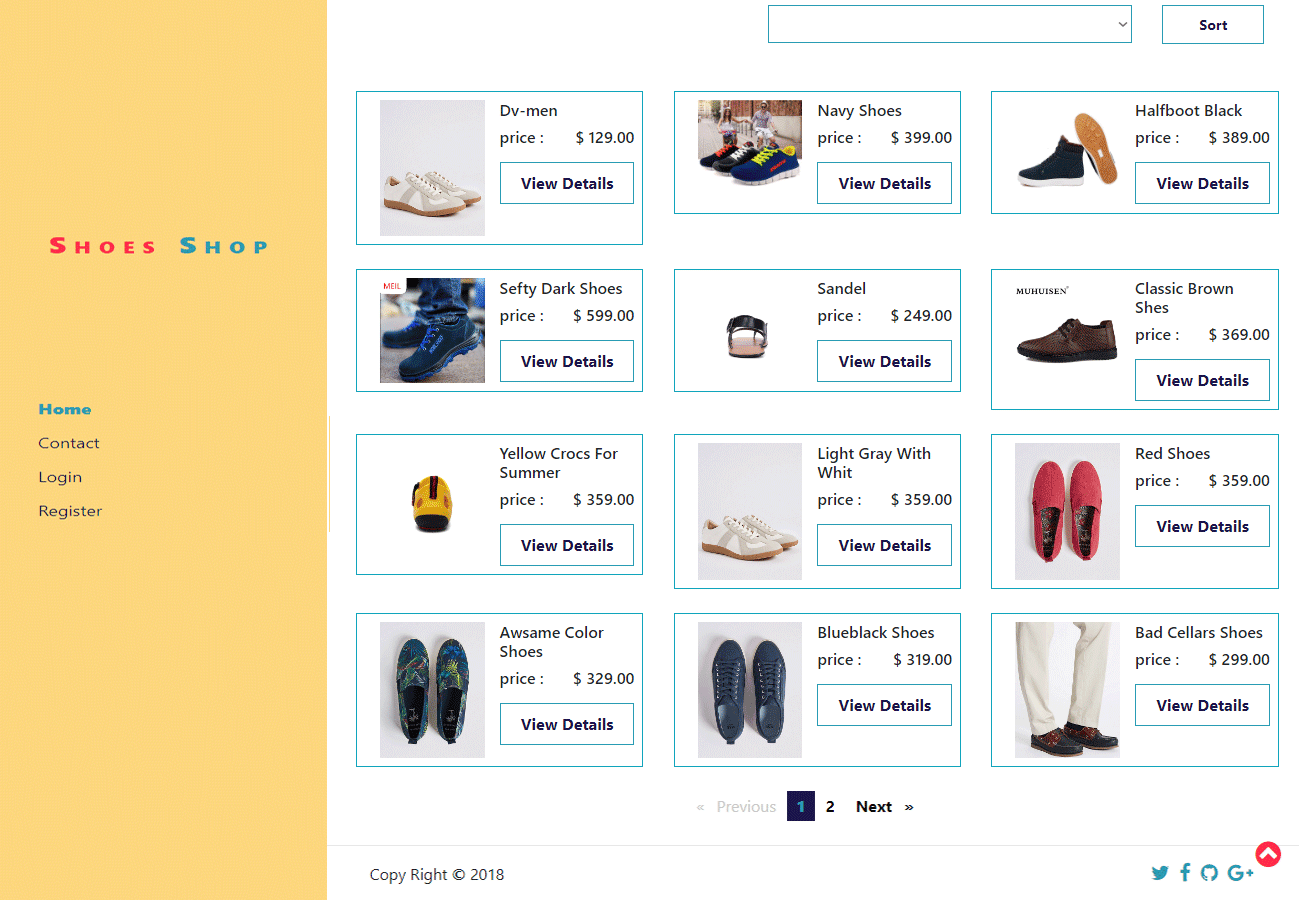 Sort
SHOES SHOP
Home
Contact
Login
Register
Dv-men
price : $ 129.00
View Details
Navy Shoes
price : $ 399.00
View Details
Halfboot Black
price : $ 389.00
View Details
MEIL
Sefty Dark Shoes
price : $ 599.00
View Details
Sandel
price : $ 249.00
View Details
MUHUISEN
Classic Brown
Shes
price : $ 369.00
View Details
Yellow Crocs For
Summer
price : $ 359.00
View Details
Light Gray With
Whit
price : $ 359.00
View Details
Red Shoes
price : $ 359.00
View Details
Awsame Color
Shoes
price : $ 329.00
View Details
Blueblack Shoes
price : $ 319.00
View Details
Bad Cellars Shoes
price : $ 299.00
View Details
« Previous 1 2 Next »
Copy Right © 2018